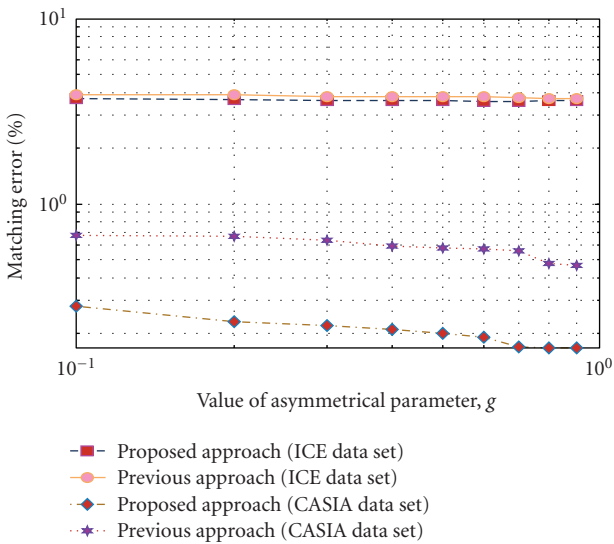 10^1
10^0
Matching error (%)
10^-1
10^0
Value of asymmetrical parameter, g
Proposed approach (ICE data set)
Previous approach (ICE data set)
Proposed approach (CASIA data set)
Previous approach (CASIA data set)